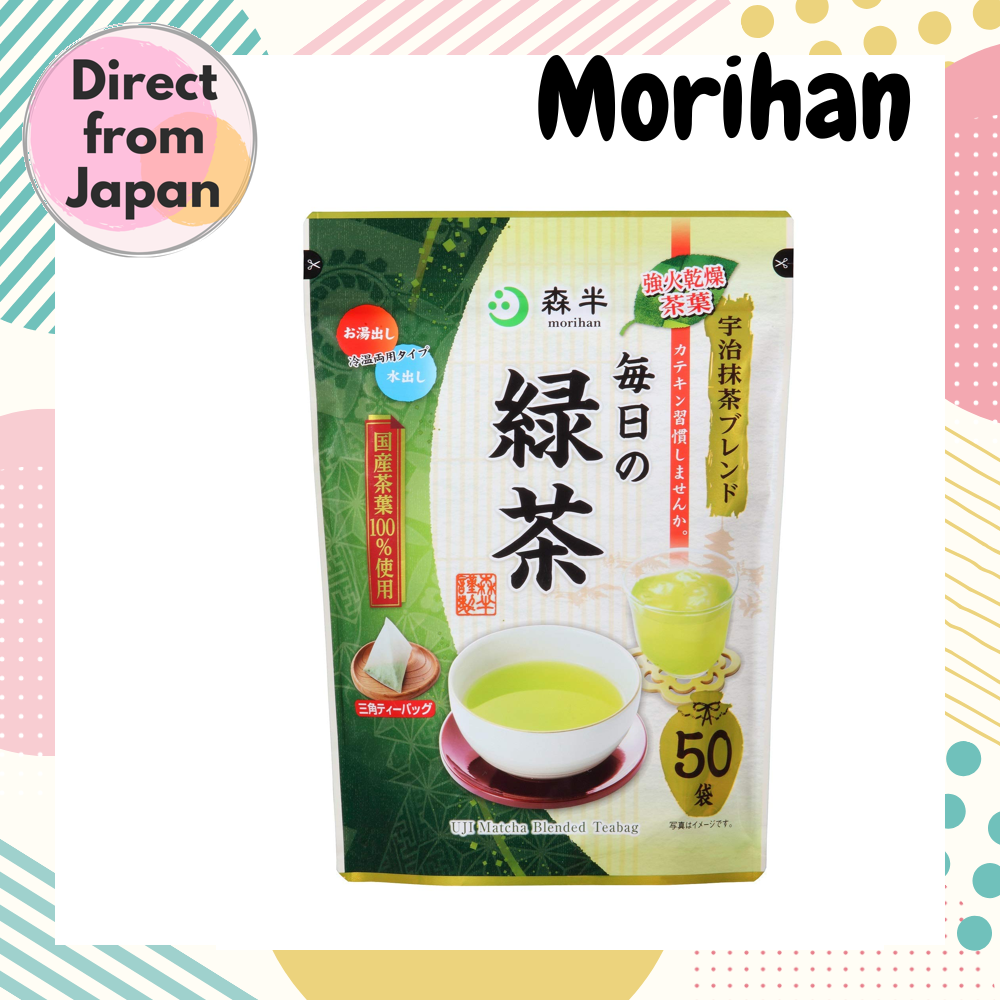 Direct
from
Japan
Morihan
森半
morihan
強火乾燥
茶葉
宇治抹茶ブレンド
カテキン習慣しませんか。
毎日の
緑茶
お湯出し
冷温両用タイプ
水出し
国産茶葉100%使用
森半
謹製
三角ティーバッグ
50
袋
UJI Matcha Blended Teabag
写真はイメージです。